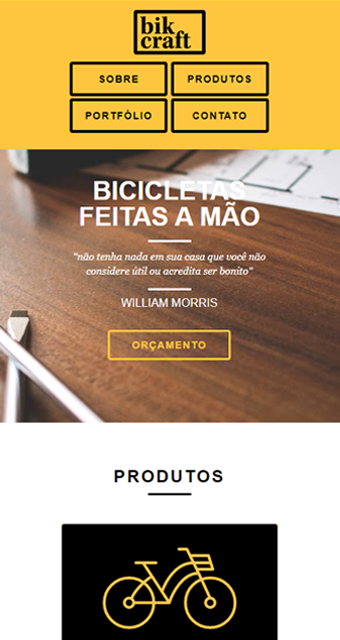 bik
craft
SOBRE
PRODUTOS
PORTFÓLIO
CONTATO
BICICLETAS
FEITAS A MÃO
"não tenha nada em sua casa que você não
considere útil ou acredita ser bonito"
WILLIAM MORRIS
ORÇAMENTO
PRODUTOS